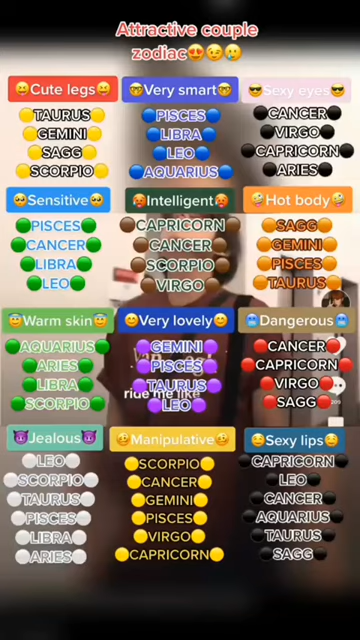 Attractive couple
zodiac😍😉🥲
😀Cute legs😀
🟡TAURUS🟡
🟡GEMINI🟡
🟡SAGG🟡
🟡SCORPIO🟡
🤓Very smart🤓
🔵PISCES🔵
🔵LIBRA🔵
🔵LEO🔵
🔵AQUARIUS🔵
😎Sexy eyes😎
⚫CANCER⚫
⚫VIRGO⚫
⚫CAPRICORN⚫
⚫ARIES⚫
🥺Sensitive🥺
🟢PISCES🟢
🟢CANCER🟢
🟢LIBRA🟢
🟢LEO🟢
🥵Intelligent🥵
🟤CAPRICORN🟤
🟤CANCER🟤
🟤SCORPIO🟤
🟤VIRGO🟤
🤪Hot body🤪
🟠SAGG🟠
🟠GEMINI🟠
🟠PISCES🟠
🟠TAURUS🟠
😇Warm skin😇
🟢AQUARIUS🟢
🟢ARIES🟢
🟢LIBRA🟢
🟢SCORPIO🟢
😊Very lovely😊
🟣GEMINI🟣
🟣PISCES🟣
🟣TAURUS🟣
🟣LEO🟣
ride me like
🥶Dangerous🥶
🔴CANCER🔴
🔴CAPRICORN🔴
🔴VIRGO🔴
🔴SAGG🔴
😈Jealous😈
⚪LEO⚪
⚪SCORPIO⚪
⚪TAURUS⚪
⚪PISCES⚪
⚪LIBRA⚪
⚪ARIES⚪
🥴Manipulative🥴
🟡SCORPIO🟡
🟡CANCER🟡
🟡GEMINI🟡
🟡PISCES🟡
🟡VIRGO🟡
🟡CAPRICORN🟡
🤤Sexy lips🤤
CAPRICORN
LEO
CANCER
AQUARIUS
TAURUS
SAGG